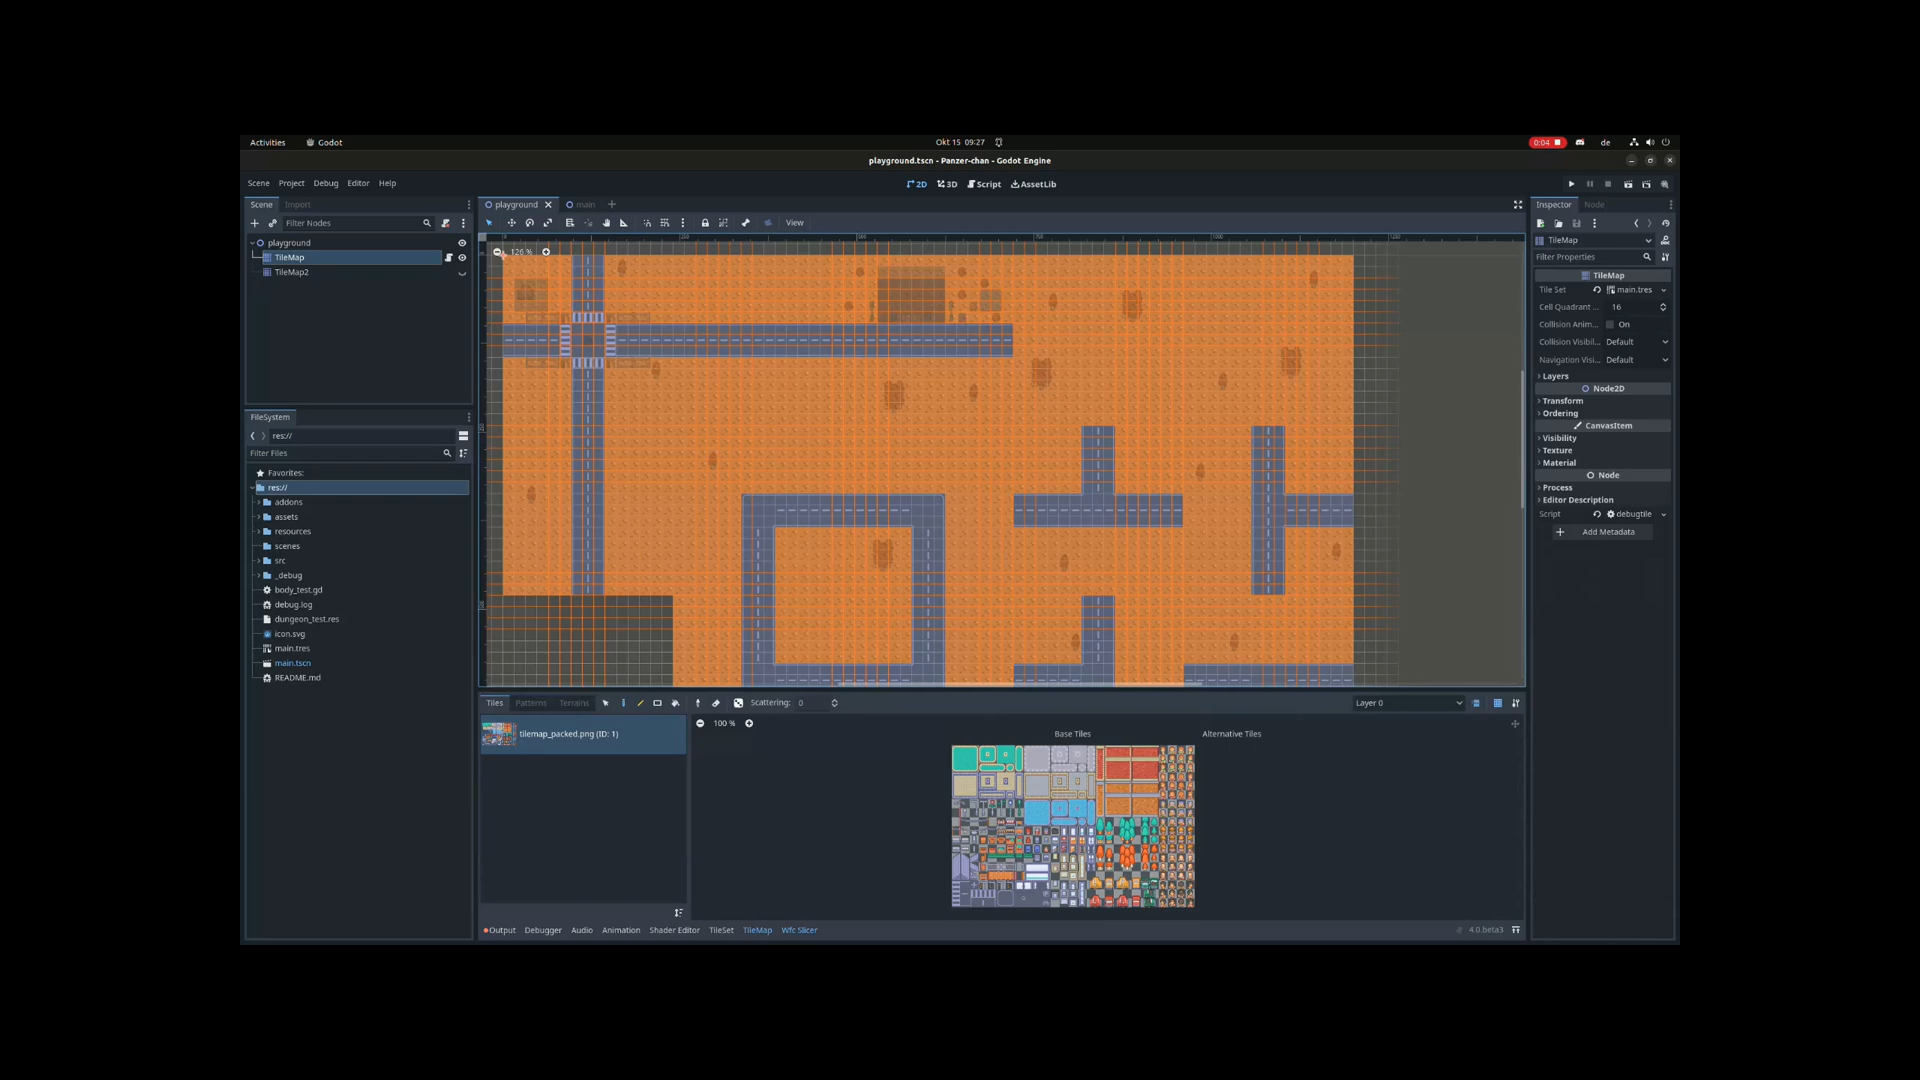 Activities Godot Okt 15 09:27 0:04 de
playground.tscn - Panzer-chan - Godot Engine
Scene Project Debug Editor Help 2D 3D Script AssetLib
Scene Import playground main Inspector Node
Filter Nodes View
playground TileMap
TileMap 126 % Filter Properties
TileMap2 TileMap
Tile Set main.tres
Cell Quadrant ... 16
Collision Anim... On
Collision Visibil... Default
Navigation Visi... Default
Layers
Node2D
Transform
FileSystem Ordering
CanvasItem
res:// Visibility
Filter Files Texture
Material
Favorites: Node
res:// Process
addons Editor Description
assets Script debugtile
resources Add Metadata
scenes
src
_debug
body_test.gd
debug.log
dungeon_test.res
icon.svg
main.tres
main.tscn
README.md
Tiles Patterns Terrains Scattering: 0 Layer 0
100 %
tilemap_packed.png (ID: 1) Base Tiles Alternative Tiles
Output Debugger Audio Animation Shader Editor TileSet TileMap Wfc Slicer 4.0.beta3